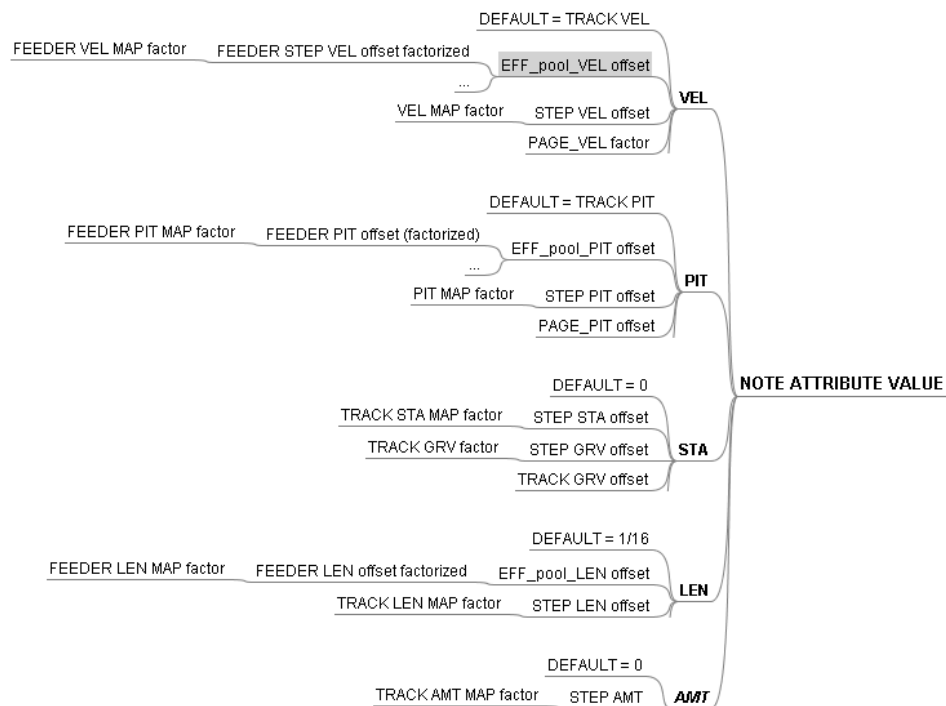 DEFAULT = TRACK VEL
FEEDER VEL MAP factor FEEDER STEP VEL offset factorized
EFF_pool_VEL offset
...
VEL
VEL MAP factor STEP VEL offset
PAGE_VEL factor
DEFAULT = TRACK PIT
FEEDER PIT MAP factor FEEDER PIT offset (factorized)
EFF_pool_PIT offset
...
PIT
PIT MAP factor STEP PIT offset
PAGE_PIT offset
NOTE ATTRIBUTE VALUE
DEFAULT = 0
TRACK STA MAP factor STEP STA offset
TRACK GRV factor STEP GRV offset
STA
TRACK GRV offset
DEFAULT = 1/16
FEEDER LEN MAP factor FEEDER LEN offset factorized EFF_pool_LEN offset
LEN
TRACK LEN MAP factor STEP LEN offset
DEFAULT = 0
TRACK AMT MAP factor STEP AMT
AMT